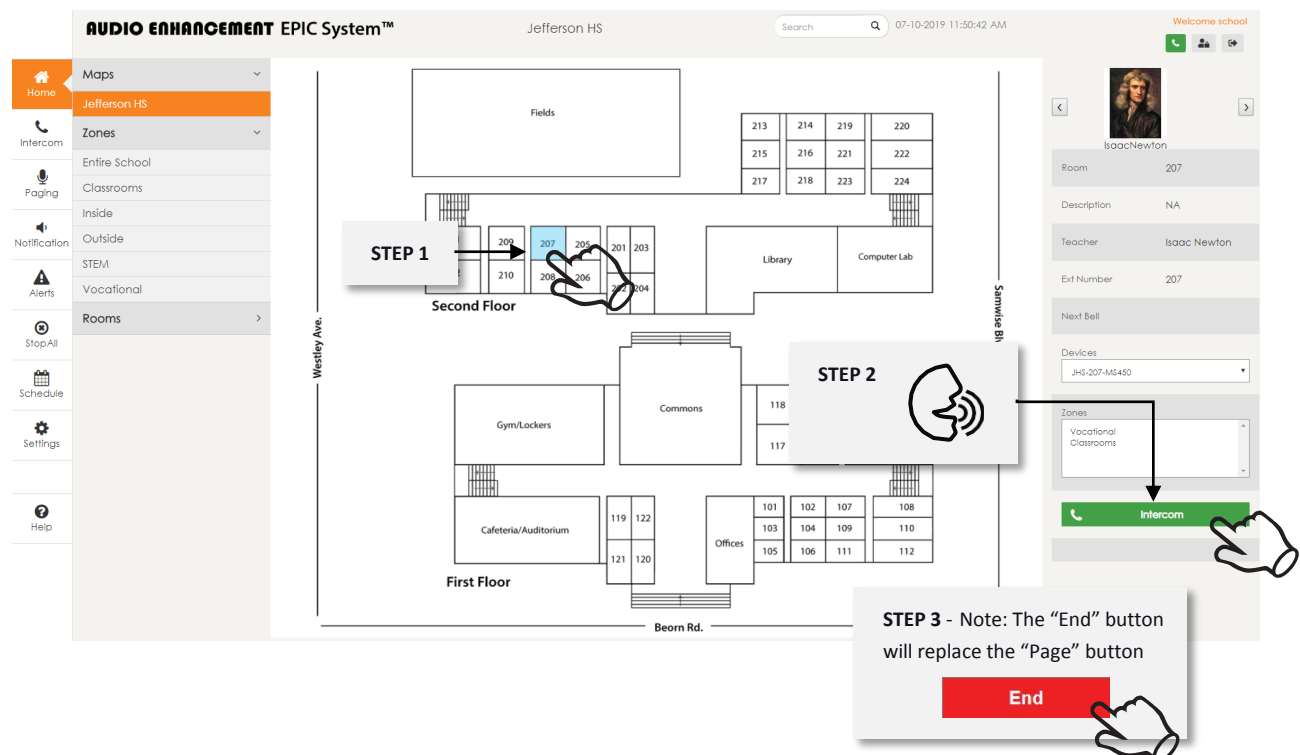 AUDIO ENHANCEMENT EPIC System™
Jefferson HS
Search
07-10-2019 11:50:42 AM
Welcome school
Home
Intercom
Paging
Notification
Alerts
StopAll
Schedule
Settings
Help
Maps
Jefferson HS
Zones
Entire School
Classrooms
Inside
Outside
STEM
Vocational
Rooms
Fields
213 214 219 220
215 216 221 222
217 218 223 224
STEP 1
209 207 205 201 203
210 208 206 202 204
Library
Computer Lab
Second Floor
Westley Ave.
Samwise
Commons
Gym/Lockers
118
117
STEP 2
Cafeteria/Auditorium
119 122
121 120
Offices
101 102 107 108
103 104 109 110
105 106 111 112
First Floor
Beorn Rd.
IsaacNewton
Room 207
Description NA
Teacher Isaac Newton
Ext Number 207
Next Bell
Devices
JHS-207-MS450
Zones
Vocational
Classrooms
Intercom
STEP 3 - Note: The “End” button
will replace the “Page” button
End